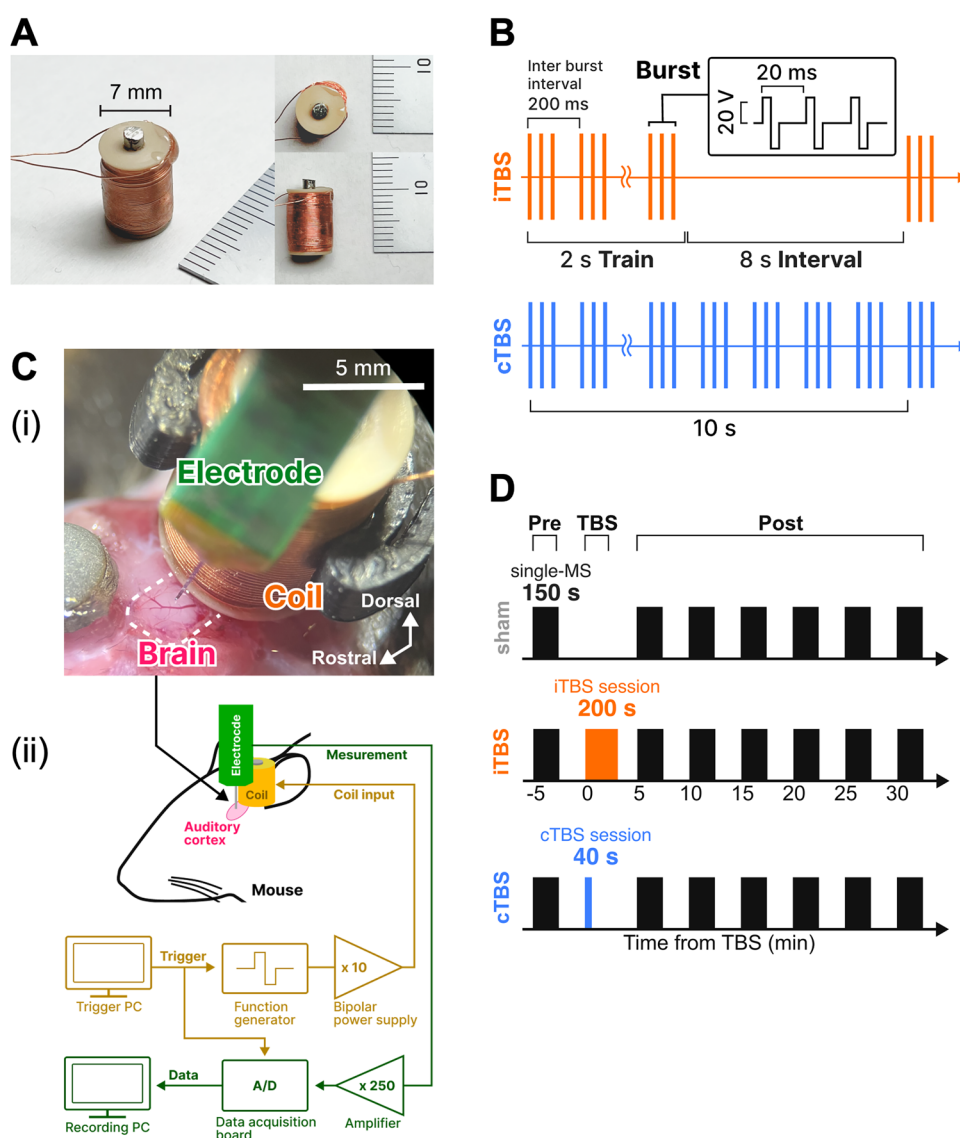 A
7 mm
10
10
B
Inter burst
interval
200 ms
Burst
20 ms
20 V
iTBS
2 s Train
8 s Interval
cTBS
10 s
C
(i)
5 mm
Electrode
Coil
Dorsal
Rostral
Brain
(ii)
Electrocde
Mesurement
Coil
Coil input
Auditory
cortex
Mouse
Trigger
x 10
Trigger PC
Function
generator
Bipolar
power supply
Data
A/D
x 250
Recording PC
Data acquisition
board
Amplifier
D
Pre
TBS
Post
single-MS
150 s
sham
iTBS session
200 s
iTBS
-5
0
5
10
15
20
25
30
cTBS session
40 s
cTBS
Time from TBS (min)